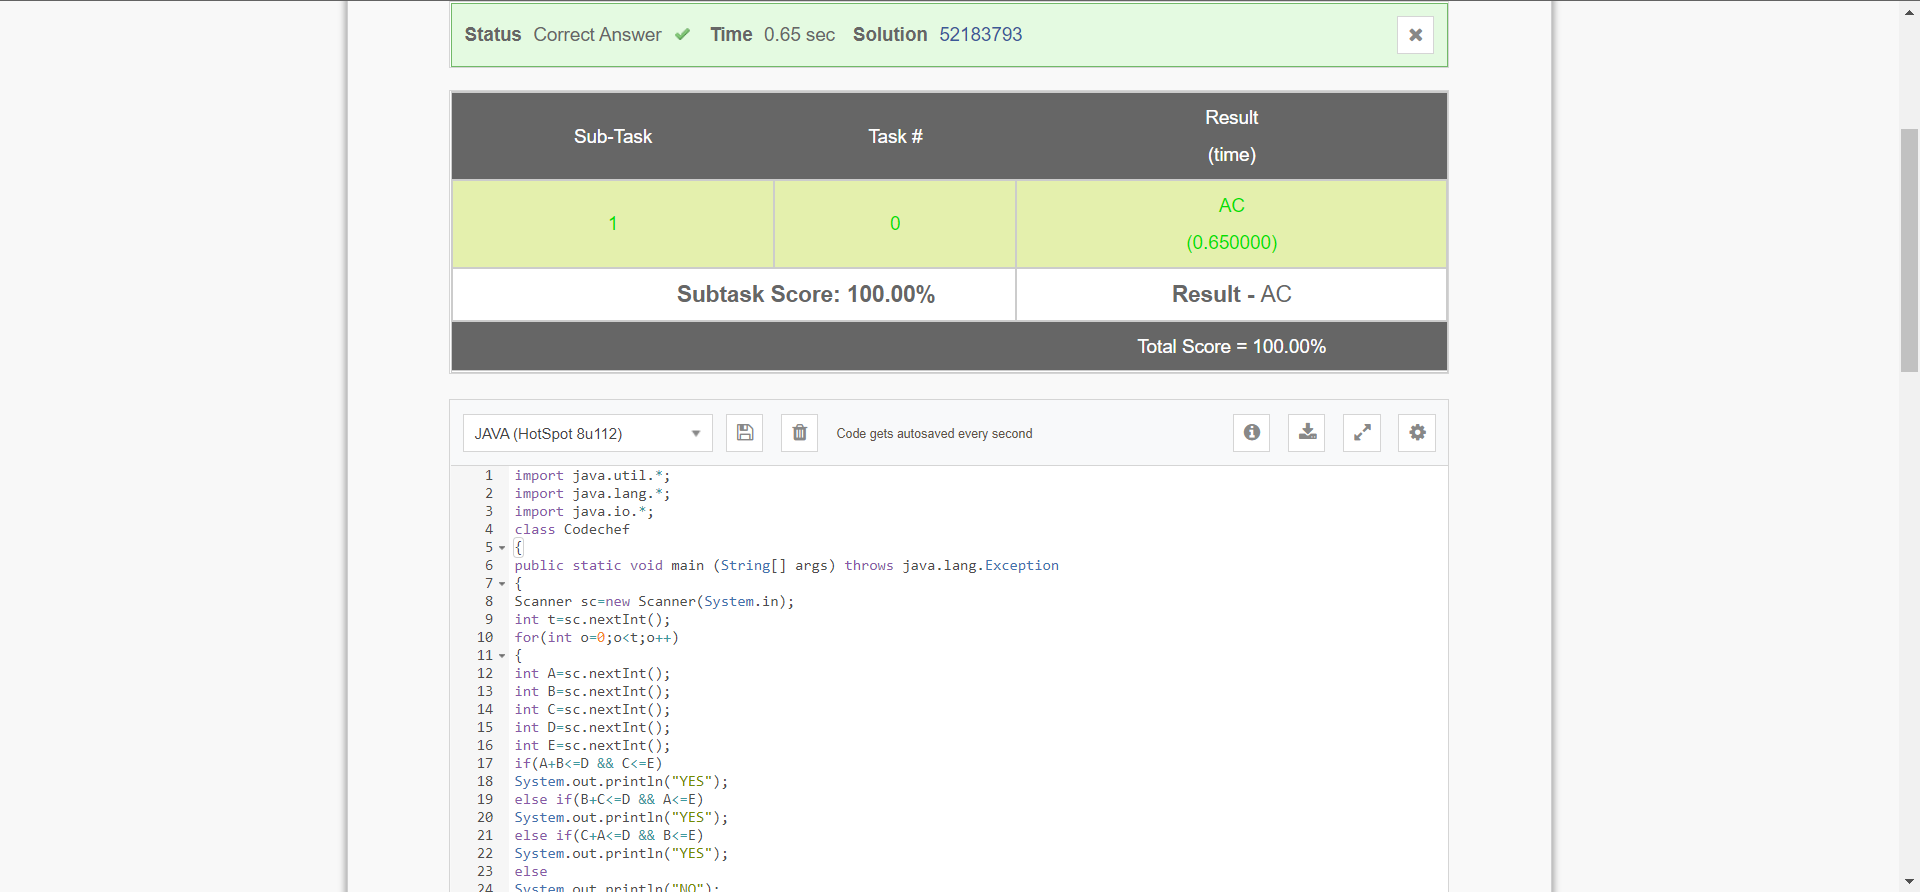 Status Correct Answer Time 0.65 sec Solution 52183793
Sub-Task Task # Result
(time)
1 0 AC
(0.650000)
Subtask Score: 100.00% Result - AC
Total Score = 100.00%
JAVA (HotSpot 8u112) Code gets autosaved every second
1 import java.util.*;
2 import java.lang.*;
3 import java.io.*;
4 class Codechef
5 {
6 public static void main (String[] args) throws java.lang.Exception
7 {
8 Scanner sc=new Scanner(System.in);
9 int t=sc.nextInt();
10 for(int o=0;o<t;o++)
11 {
12 int A=sc.nextInt();
13 int B=sc.nextInt();
14 int C=sc.nextInt();
15 int D=sc.nextInt();
16 int E=sc.nextInt();
17 if(A+B<=D && C<=E)
18 System.out.println("YES");
19 else if(B+C<=D && A<=E)
20 System.out.println("YES");
21 else if(C+A<=D && B<=E)
22 System.out.println("YES");
23 else
24 System.out.println("NO");